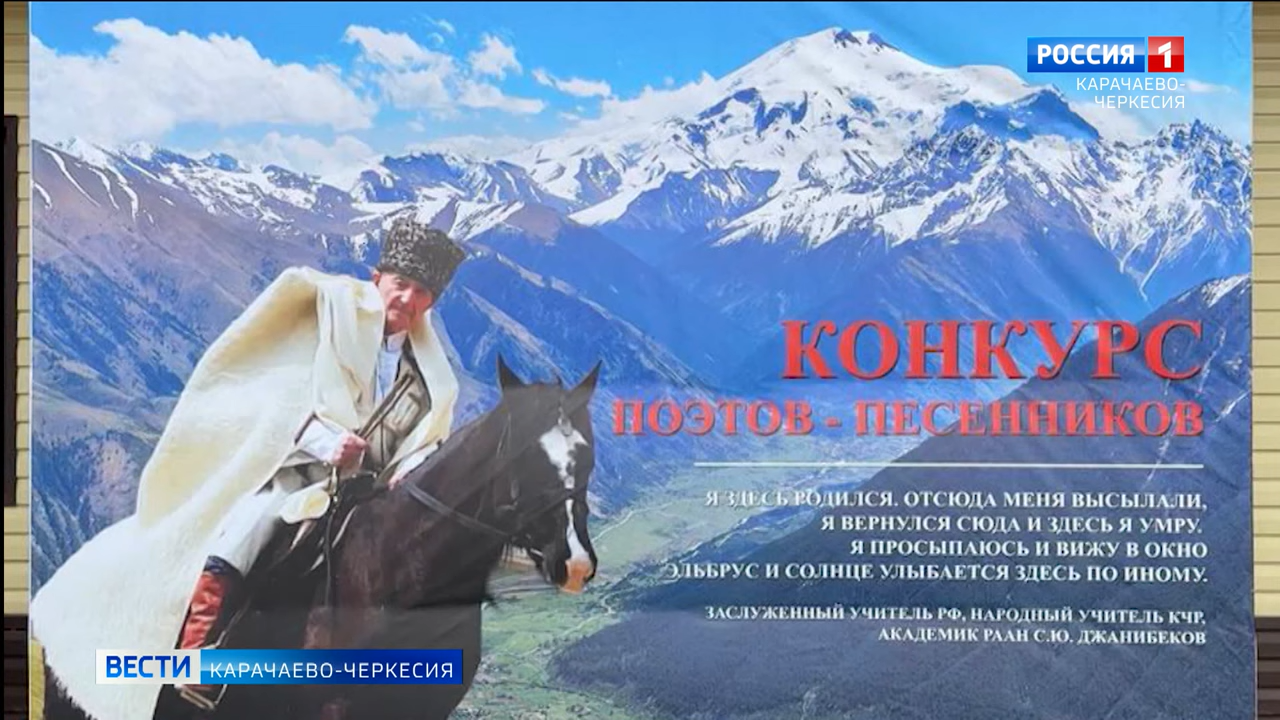 РОССИЯ 1
КАРАЧАЕВО-
ЧЕРКЕСИЯ
КОНКУРС
ПОЭТОВ - ПЕСЕННИКОВ
Я ЗДЕСЬ РОДИЛСЯ. ОТСЮДА МЕНЯ ВЫСЫЛАЛИ,
Я ВЕРНУЛСЯ СЮДА И ЗДЕСЬ Я УМРУ.
Я ПРОСЫПАЮСЬ И ВИЖУ В ОКНО
ЭЛЬБРУС И СОЛНЦЕ УЛЫБАЕТСЯ ЗДЕСЬ ПО ИНОМУ.
ЗАСЛУЖЕННЫЙ УЧИТЕЛЬ РФ, НАРОДНЫЙ УЧИТЕЛЬ КЧР,
АКАДЕМИК РААН С.Ю. ДЖАНИБЕКОВ
ВЕСТИ КАРАЧАЕВО-ЧЕРКЕСИЯ